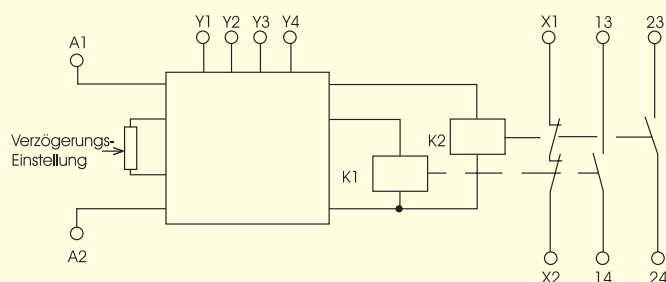 Y1 Y2 Y3 Y4 X1 13 23
A1
Verzögerungs-
Einstellung
K2
K1
A2
X2 14 24